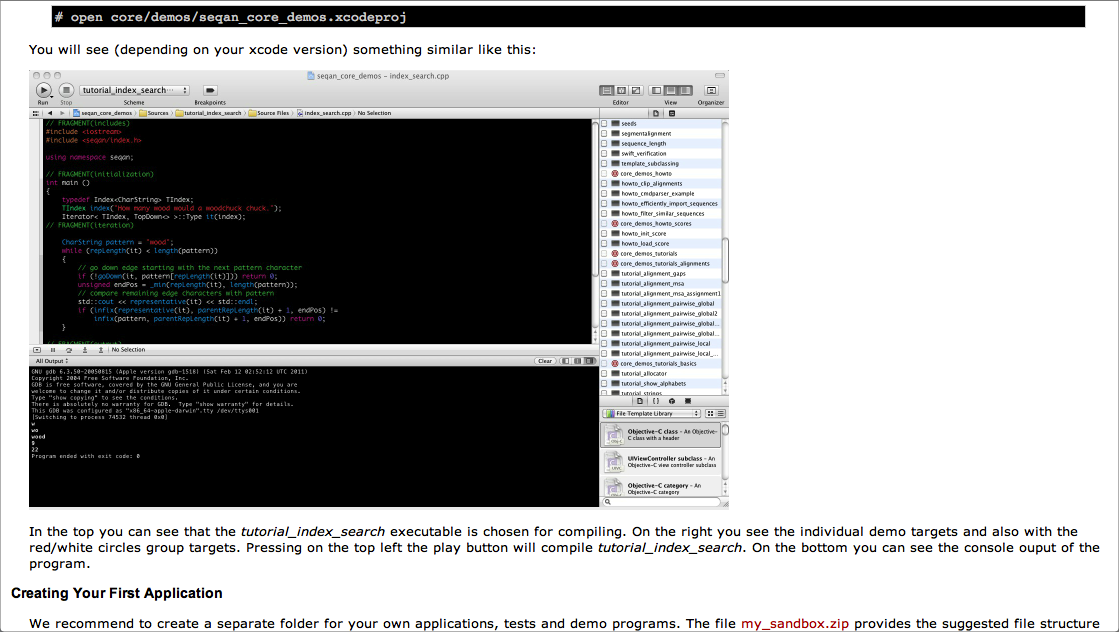 # open core/demos/seqan_core_demos.xcodeproj
You will see (depending on your xcode version) something similar like this:
seqan_core_demos - index_search.cpp
tutorial_index_search···
Run Stop Scheme Breakpoints Editor View Organizer
seqan_core_demos Sources tutorial_index_search Source Files index_search.cpp No Selection
// FRAGMENT(includes)
#include <iostream>
#include <seqan/index.h>
using namespace seqan;
// FRAGMENT(initialization)
int main ()
{
typedef Index<CharString> TIndex;
TIndex index("How many wood would a woodchuck chuck.");
Iterator< TIndex, TopDown<> >::Type it(index);
// FRAGMENT(iteration)
CharString pattern = "wood";
while (repLength(it) < length(pattern))
{
// go down edge starting with the next pattern character
if (!goDown(it, pattern[repLength(it)])) return 0;
unsigned endPos = _min(repLength(it), length(pattern));
// compare remaining edge characters with pattern
std::cout << representative(it) << std::endl;
if (infix(representative(it), parentRepLength(it) + 1, endPos) !=
infix(pattern, parentRepLength(it) + 1, endPos)) return 0;
}
// FRAGMENT(output)
No Selection
All Output
Clear
GNU gdb 6.3.50-20050815 (Apple version gdb-1518) (Sat Feb 12 02:52:12 UTC 2011)
Copyright 2004 Free Software Foundation, Inc.
GDB is free software, covered by the GNU General Public License, and you are
welcome to change it and/or distribute copies of it under certain conditions.
Type "show copying" to see the conditions.
There is absolutely no warranty for GDB. Type "show warranty" for details.
This GDB was configured as "x86_64-apple-darwin".tty /dev/ttys001
[Switching to process 74532 thread 0x0]
w
wo
wood
9
22
Program ended with exit code: 0
seeds
segmentalignment
sequence_length
swift_verification
template_subclassing
core_demos_howto
howto_clip_alignments
howto_cmdparser_example
howto_efficiently_import_sequences
howto_filter_similar_sequences
core_demos_howto_scores
howto_init_score
howto_load_score
core_demos_tutorials
core_demos_tutorials_alignments
tutorial_alignment_gaps
tutorial_alignment_msa
tutorial_alignment_msa_assignment1
tutorial_alignment_pairwise_global
tutorial_alignment_pairwise_global2
tutorial_alignment_pairwise_global...
tutorial_alignment_pairwise_global...
tutorial_alignment_pairwise_local
tutorial_alignment_pairwise_local_...
core_demos_tutorials_basics
tutorial_allocator
tutorial_show_alphabets
tutorial_strings
File Template Library
Objective-C class - An Objective-
C class with a header
UIViewController subclass - An
Objective-C view controller subclass
Objective-C category - An
Objective-C category
In the top you can see that the tutorial_index_search executable is chosen for compiling. On the right you see the individual demo targets and also with the
red/white circles group targets. Pressing on the top left the play button will compile tutorial_index_search. On the bottom you can see the console ouput of the
program.
Creating Your First Application
We recommend to create a separate folder for your own applications, tests and demo programs. The file my_sandbox.zip provides the suggested file structure